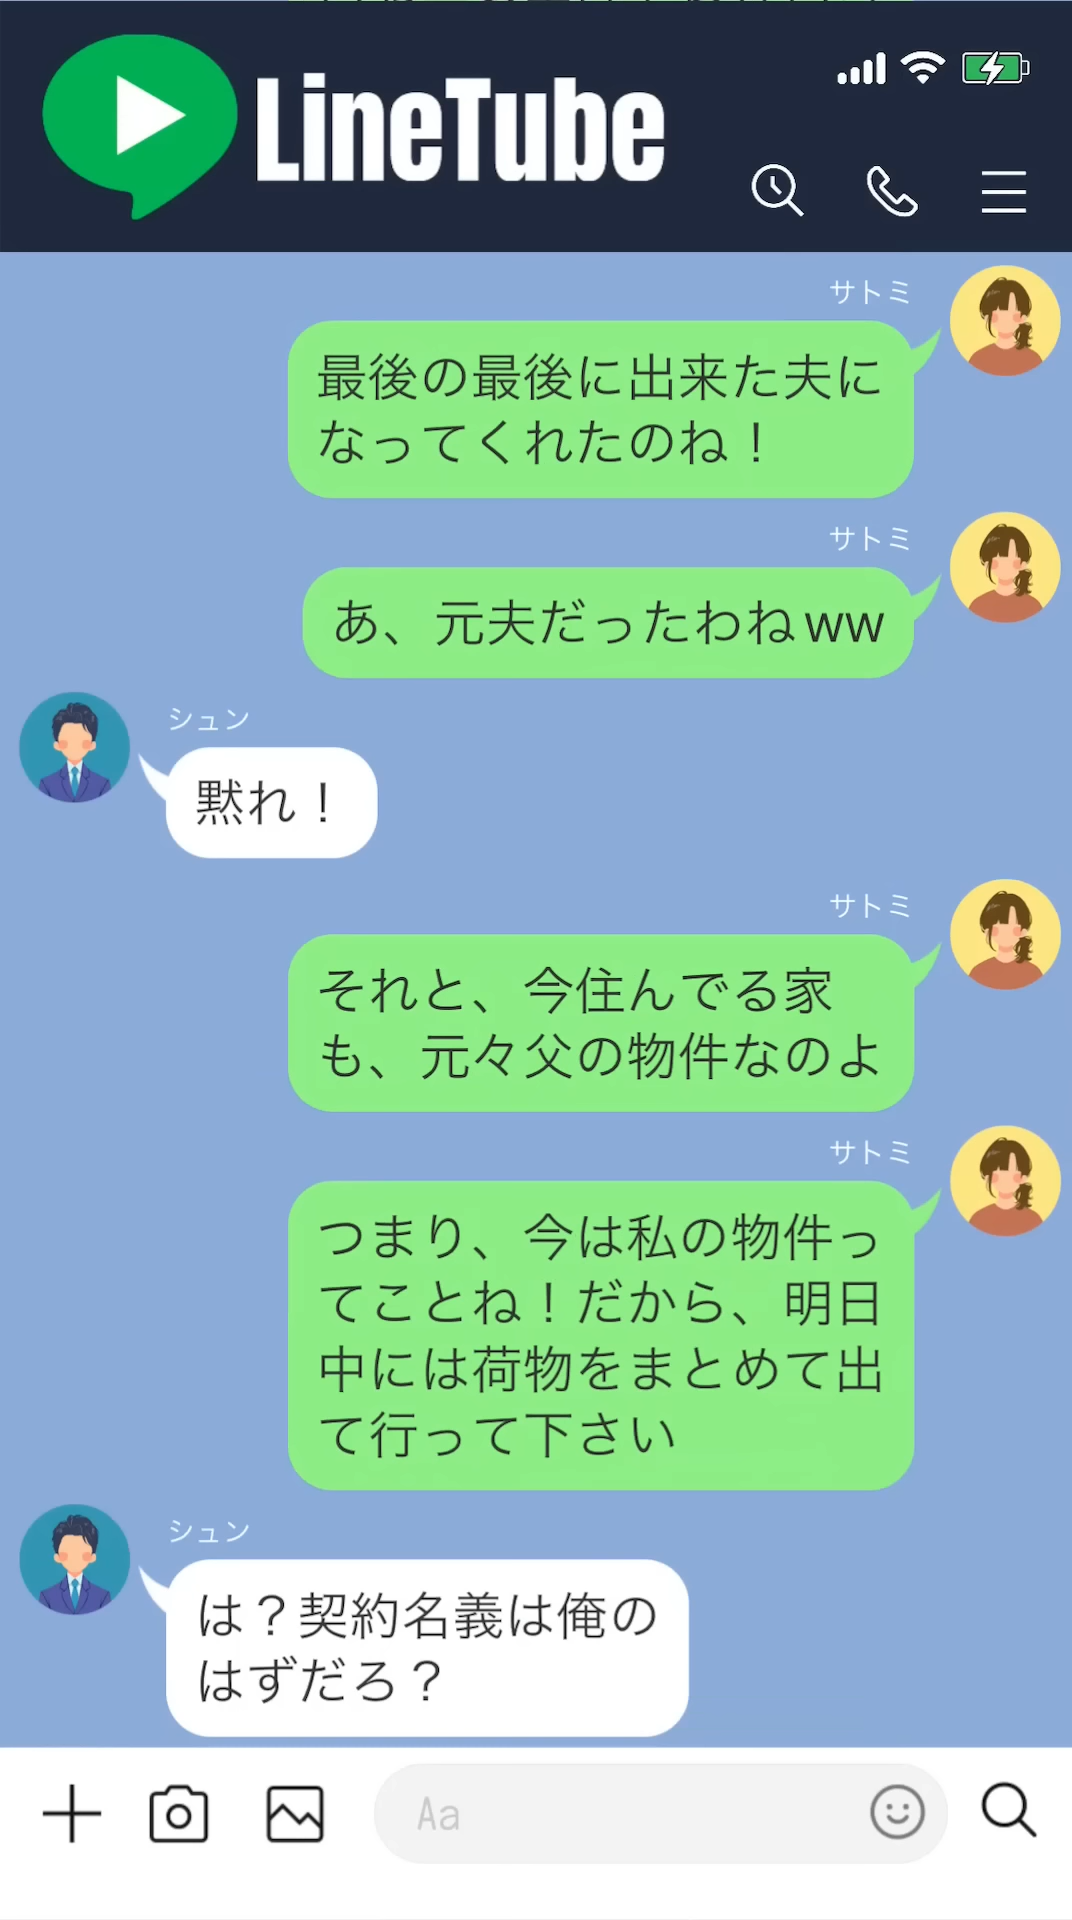 LineTube
サトミ
最後の最後に出来た夫に
なってくれたのね！
サトミ
あ、元夫だったわねww
シュン
黙れ！
サトミ
それと、今住んでる家
も、元々父の物件なのよ
サトミ
つまり、今は私の物件っ
てことね！だから、明日
中には荷物をまとめて出
て行って下さい
シュン
は？契約名義は俺の
はずだろ？
Aa